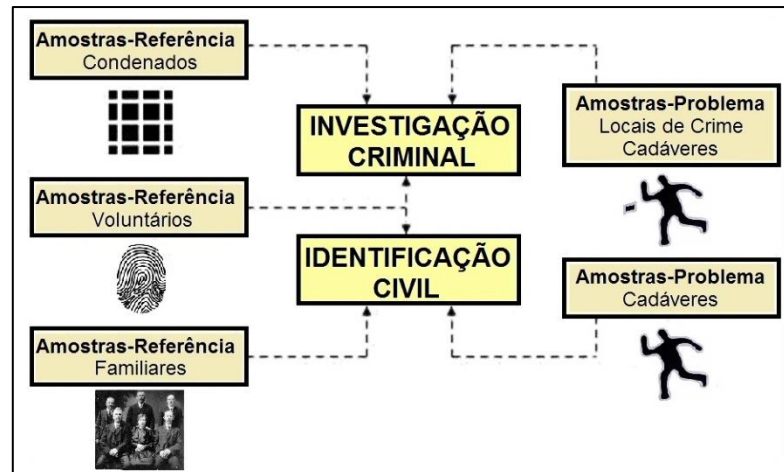 Amostras-Referência
Condenados
Amostras-Referência
Voluntários
Amostras-Referência
Familiares
INVESTIGAÇÃO
CRIMINAL
IDENTIFICAÇÃO
CIVIL
Amostras-Problema
Locais de Crime
Cadáveres
Amostras-Problema
Cadáveres